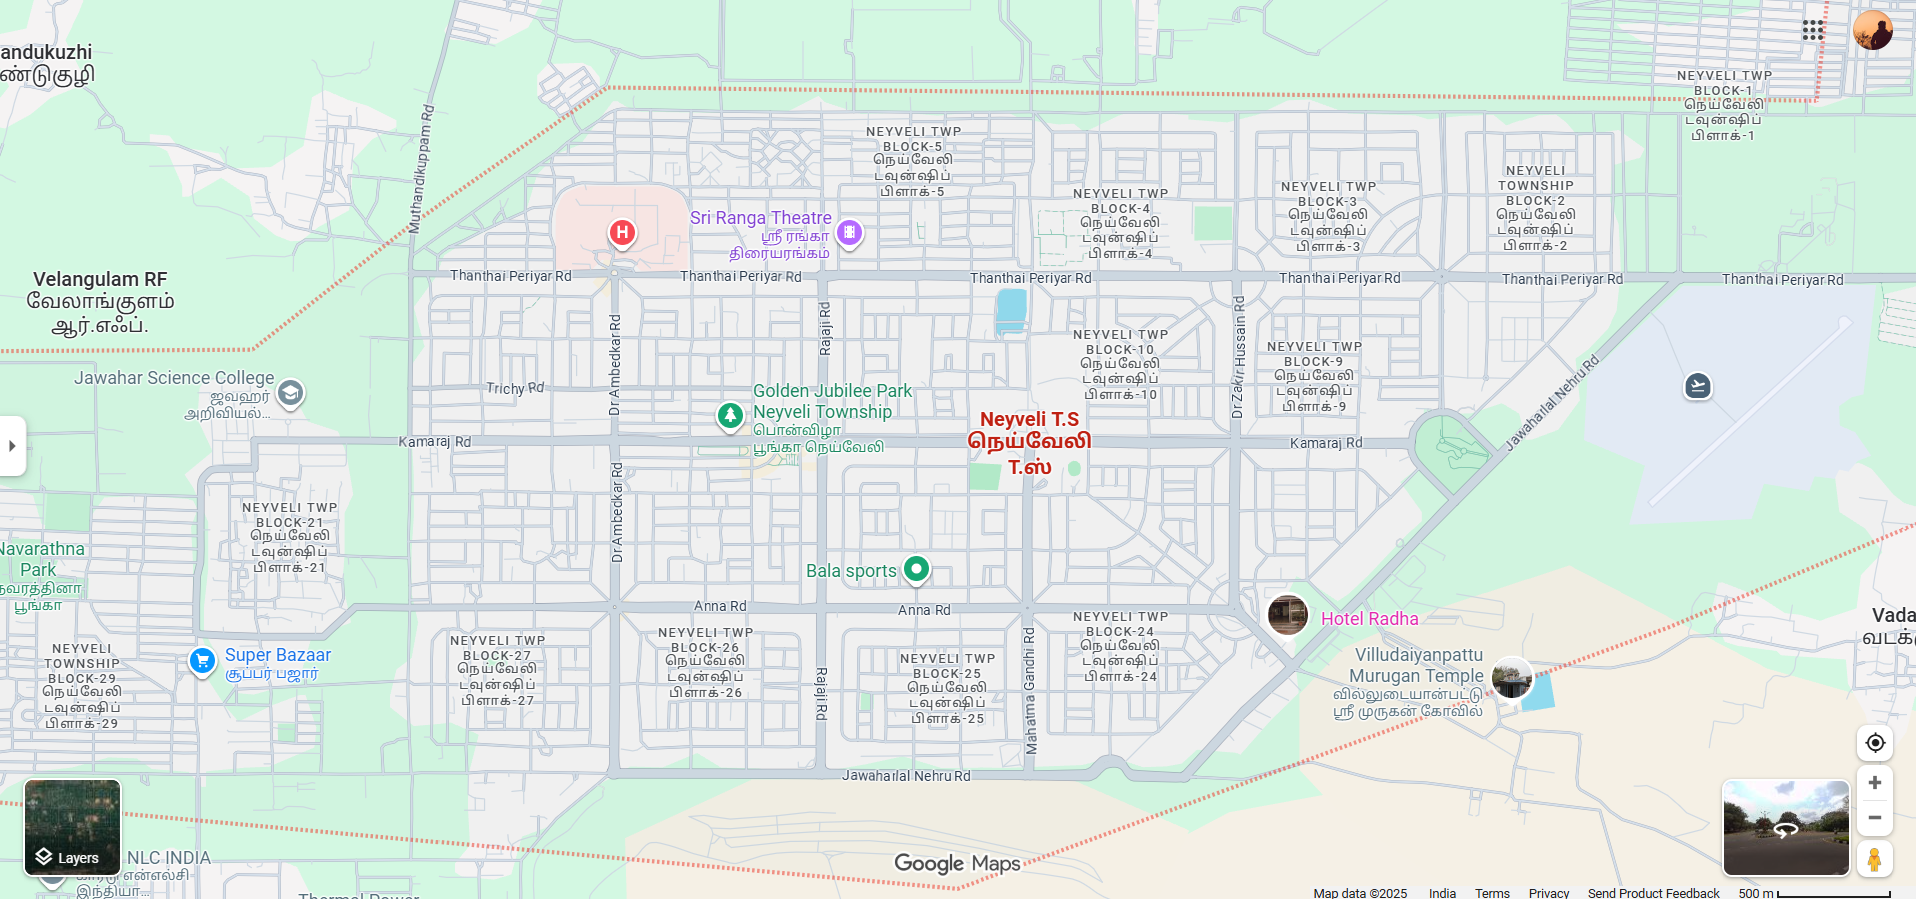 andukuzhi
ண்டுகுழி
Muthandikuppam Rd
NEYVELI TWP
BLOCK-1
நெய்வேலி
டவுன்ஷிப்
பிளாக்-1
NEYVELI TWP
BLOCK-5
நெய்வேலி
டவுன்ஷிப்
பிளாக்-5
NEYVELI TWP
BLOCK-4
நெய்வேலி
டவுன்ஷிப்
பிளாக்-4
NEYVELI TWP
BLOCK-3
நெய்வேலி
டவுன்ஷிப்
பிளாக்-3
NEYVELI
TOWNSHIP
BLOCK-2
நெய்வேலி
டவுன்ஷிப்
பிளாக்-2
H
Sri Ranga Theatre
ஸ்ரீ ரங்கா
திரையரங்கம்
Velangulam RF
வேலாங்குளம்
ஆர்.எஃப்.
Thanthai Periyar Rd
Thanthai Periyar Rd
Thanthai Periyar Rd
Thanthai Periyar Rd
Thanthai Periyar Rd
Thanthai Periyar Rd
Dr Ambedkar Rd
Rajaji Rd
Dr Zakir Hussain Rd
Jawaharlal Nehru Rd
NEYVELI TWP
BLOCK-10
நெய்வேலி
டவுன்ஷிப்
பிளாக்-10
NEYVELI TWP
BLOCK-9
நெய்வேலி
டவுன்ஷிப்
பிளாக்-9
Jawahar Science College
ஜவஹர்
அறிவியல்...
Trichy Rd
Golden Jubilee Park
Neyveli Township
பொன்விழா
பூங்கா நெய்வேலி
Neyveli T.S
நெய்வேலி
T.ஸ்
Kamaraj Rd
Kamaraj Rd
Dr Ambedkar Rd
NEYVELI TWP
BLOCK-21
நெய்வேலி
டவுன்ஷிப்
பிளாக்-21
Navarathna
Park
நவரத்தினா
பூங்கா
Bala sports
Anna Rd
Anna Rd
Hotel Radha
NEYVELI TWP
BLOCK-24
நெய்வேலி
டவுன்ஷிப்
பிளாக்-24
Vada
வடக்
NEYVELI
TOWNSHIP
BLOCK-29
நெய்வேலி
டவுன்ஷிப்
பிளாக்-29
Super Bazaar
சூப்பர் பஜார்
NEYVELI TWP
BLOCK-27
நெய்வேலி
டவுன்ஷிப்
பிளாக்-27
NEYVELI TWP
BLOCK-26
நெய்வேலி
டவுன்ஷிப்
பிளாக்-26
Rajaji Rd
NEYVELI TWP
BLOCK-25
நெய்வேலி
டவுன்ஷிப்
பிளாக்-25
Mahatma Gandhi Rd
Villudaiyanpattu
Murugan Temple
வில்லுடையான்பட்டு
ஸ்ரீ முருகன் கோவில்
Jawaharlal Nehru Rd
Layers
NLC INDIA
என்எல்சி
இந்தியா...
Thermal Power
Google Maps
Map data ©2025 India Terms Privacy Send Product Feedback 500 m